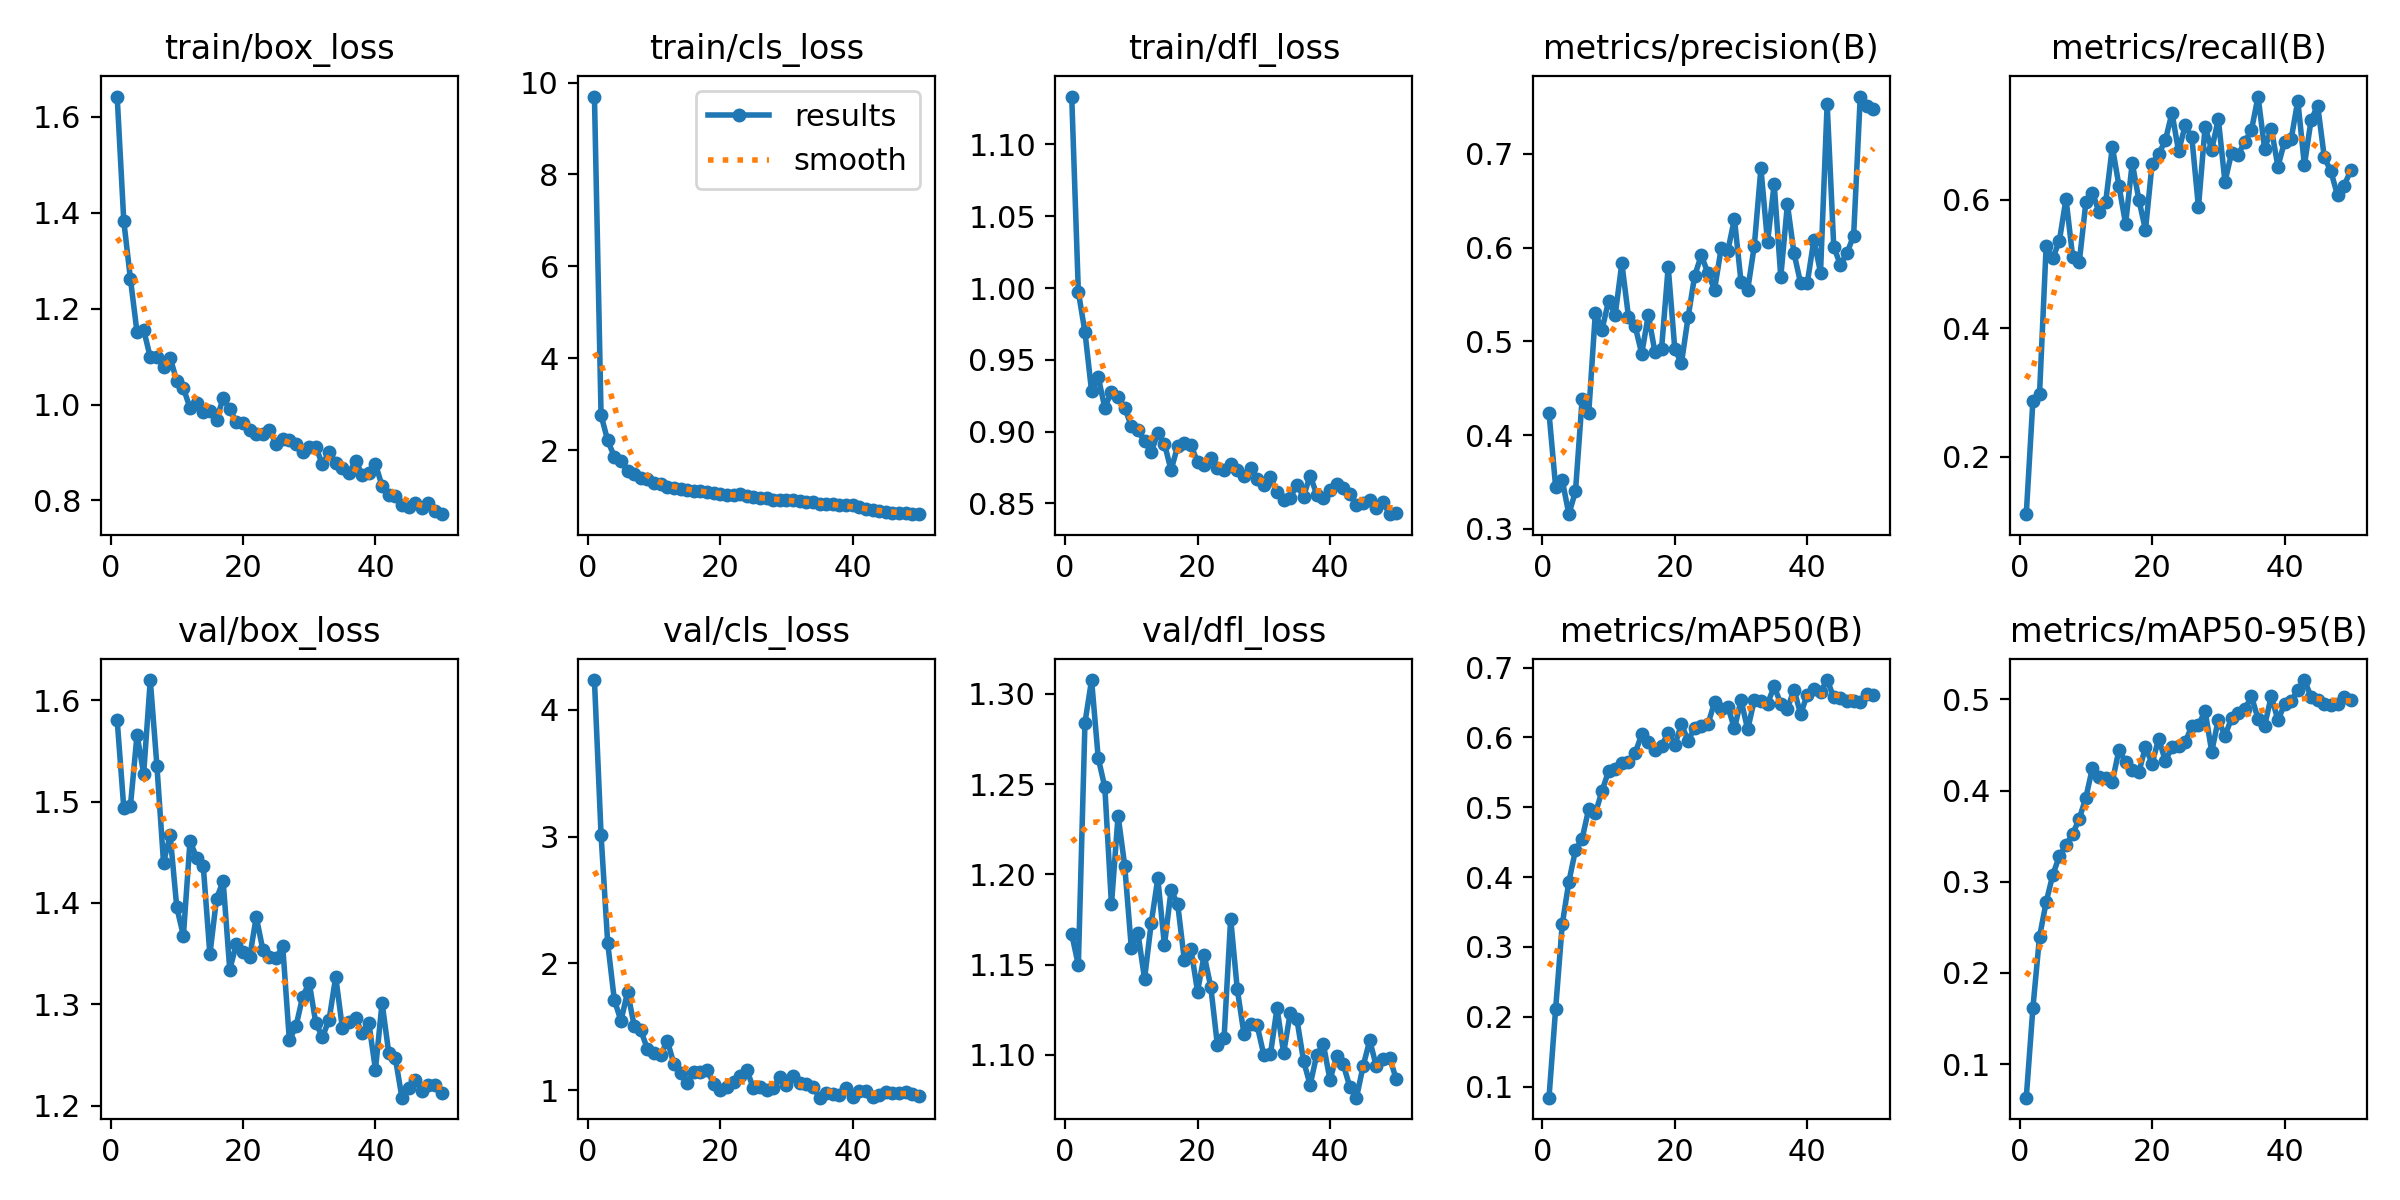 train/box_loss
1.6
1.4
1.2
1.0
0.8
0 20 40
train/cls_loss
10
8
6
4
2
0 20 40
results
smooth
train/dfl_loss
1.10
1.05
1.00
0.95
0.90
0.85
0 20 40
metrics/precision(B)
0.7
0.6
0.5
0.4
0.3
0 20 40
metrics/recall(B)
0.6
0.4
0.2
0 20 40
val/box_loss
1.6
1.5
1.4
1.3
1.2
0 20 40
val/cls_loss
4
3
2
1
0 20 40
val/dfl_loss
1.30
1.25
1.20
1.15
1.10
0 20 40
metrics/mAP50(B)
0.7
0.6
0.5
0.4
0.3
0.2
0.1
0 20 40
metrics/mAP50-95(B)
0.5
0.4
0.3
0.2
0.1
0 20 40